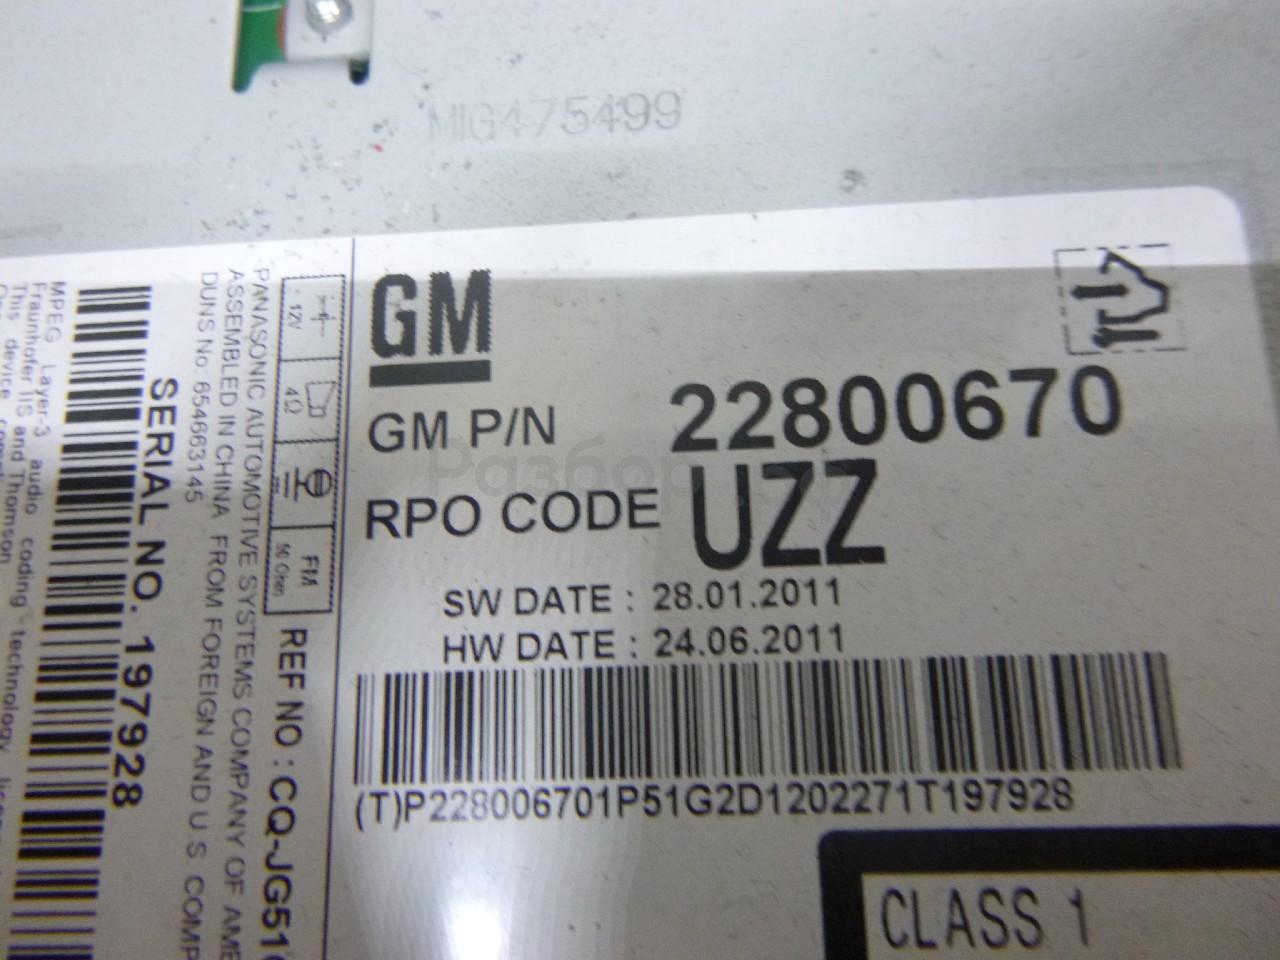 MIG475499
GM
GM P/N 22800670
RPO CODE UZZ
SW DATE : 28.01.2011
HW DATE : 24.06.2011
(T)P228006701P51G2D1202271T197928
CLASS 1
12V
4Ω
FM
50 Ohm
REF NO : CQ-JG51
PANASONIC AUTOMOTIVE SYSTEMS COMPANY OF AME
ASSEMBLED IN CHINA FROM FOREIGN AND U.S. COMP
DUNS No: 654663145
SERIAL NO. 197928
MPEG Layer-3 audio coding technology
Fraunhofer IIS and Thomson
This device
Разбор